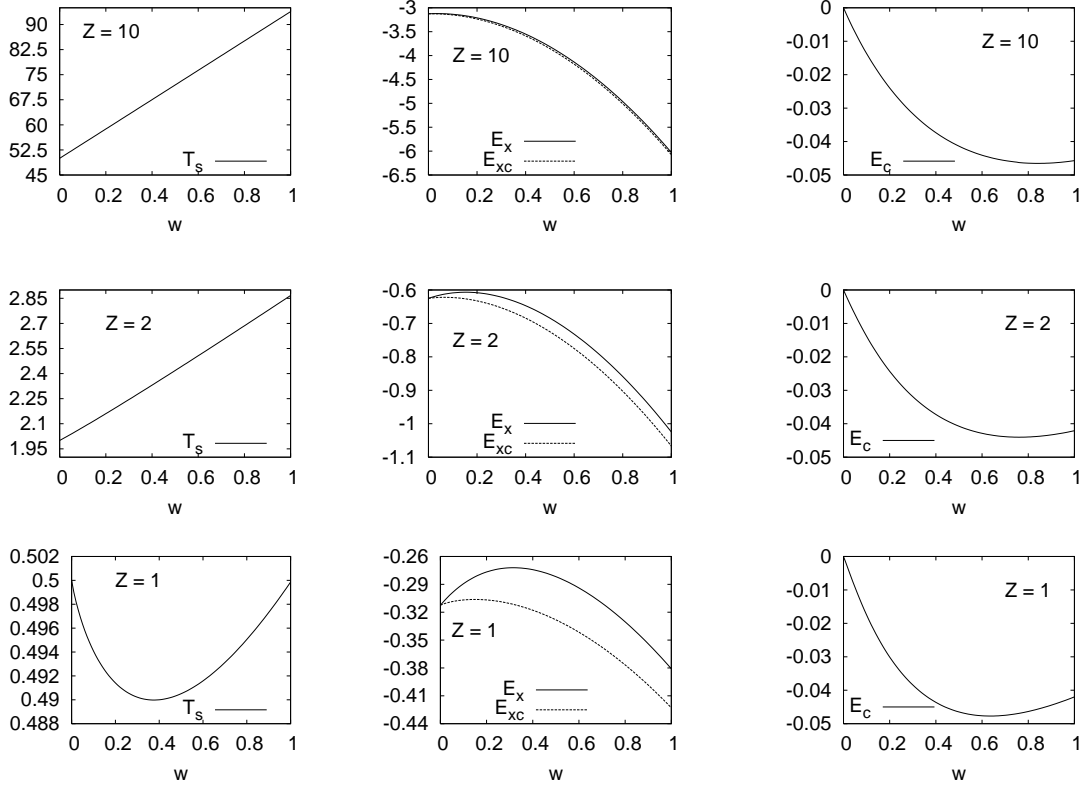 90
82.5
75
67.5
60
52.5
45
Z = 10
T_s
0 0.2 0.4 0.6 0.8 1
w
-3
-3.5
-4
-4.5
-5
-5.5
-6
-6.5
Z = 10
E_x
E_xc
0 0.2 0.4 0.6 0.8 1
w
0
-0.01
-0.02
-0.03
-0.04
-0.05
Z = 10
E_c
0 0.2 0.4 0.6 0.8 1
w
2.85
2.7
2.55
2.4
2.25
2.1
1.95
Z = 2
T_s
0 0.2 0.4 0.6 0.8 1
w
-0.6
-0.7
-0.8
-0.9
-1
-1.1
Z = 2
E_x
E_xc
0 0.2 0.4 0.6 0.8 1
w
0
-0.01
-0.02
-0.03
-0.04
-0.05
Z = 2
E_c
0 0.2 0.4 0.6 0.8 1
w
0.502
0.5
0.498
0.496
0.494
0.492
0.49
0.488
Z = 1
T_s
0 0.2 0.4 0.6 0.8 1
w
-0.26
-0.29
-0.32
-0.35
-0.38
-0.41
-0.44
Z = 1
E_x
E_xc
0 0.2 0.4 0.6 0.8 1
w
0
-0.01
-0.02
-0.03
-0.04
-0.05
Z = 1
E_c
0 0.2 0.4 0.6 0.8 1
w